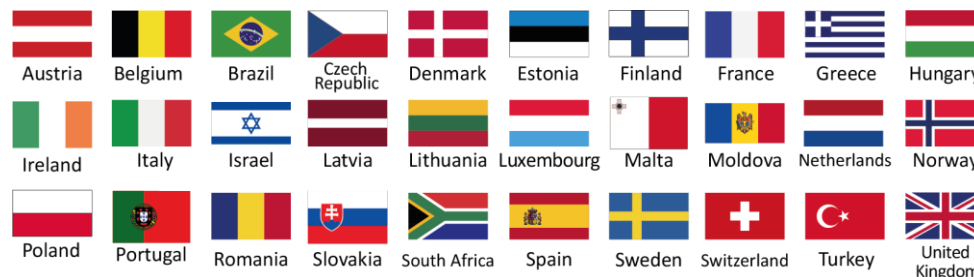 Austria
Belgium
Brazil
Czech
Republic
Denmark
Estonia
Finland
France
Greece
Hungary
Ireland
Italy
Israel
Latvia
Lithuania
Luxembourg
Malta
Moldova
Netherlands
Norway
Poland
Portugal
Romania
Slovakia
South Africa
Spain
Sweden
Switzerland
Turkey
United
Kingdom